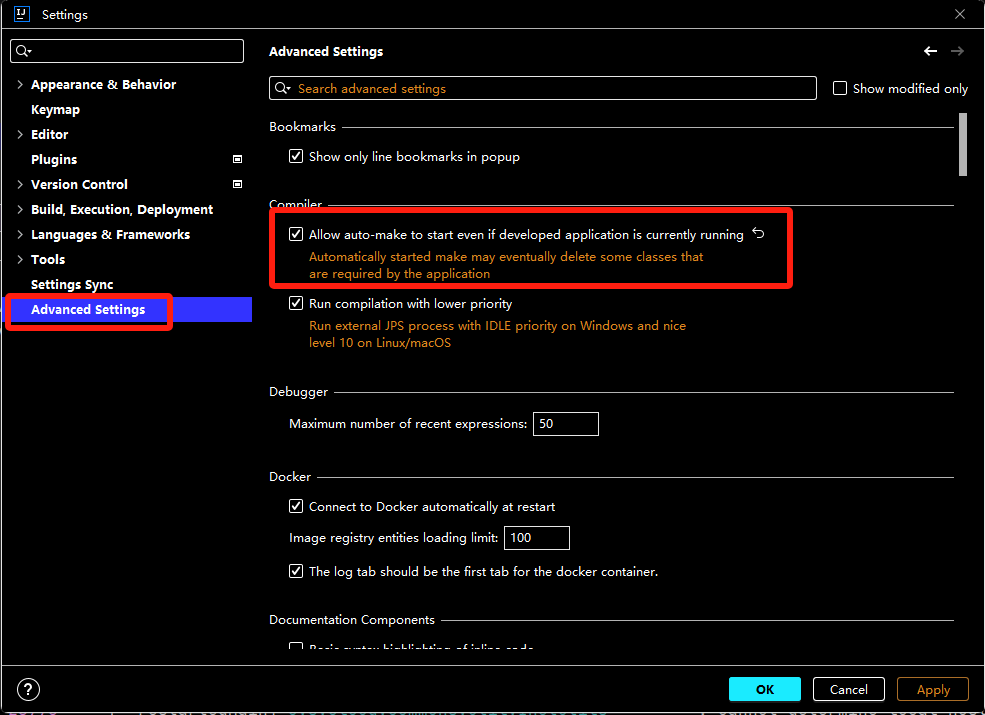 Settings
Advanced Settings
Appearance & Behavior
Keymap
Editor
Plugins
Version Control
Build, Execution, Deployment
Languages & Frameworks
Tools
Settings Sync
Advanced Settings
Search advanced settings
Show modified only
Bookmarks
Show only line bookmarks in popup
Compiler
Allow auto-make to start even if developed application is currently running
Automatically started make may eventually delete some classes that
are required by the application
Run compilation with lower priority
Run external JPS process with IDLE priority on Windows and nice
level 10 on Linux/macOS
Debugger
Maximum number of recent expressions: 50
Docker
Connect to Docker automatically at restart
Image registry entities loading limit: 100
The log tab should be the first tab for the docker container.
Documentation Components
Basic syntax highlighting of inline code
?
OK
Cancel
Apply